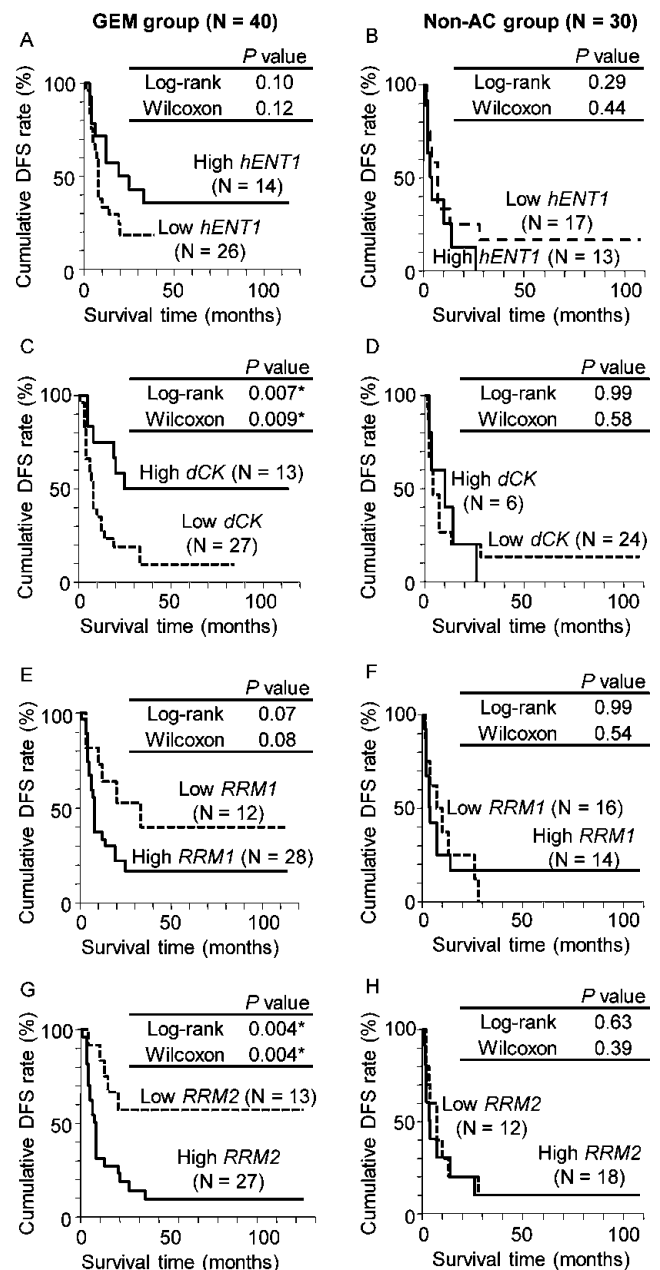 GEM group (N = 40)
Non-AC group (N = 30)
A
P value
Log-rank 0.10
Wilcoxon 0.12
Cumulative DFS rate (%)
100
50
0
High hENT1
(N = 14)
Low hENT1
(N = 26)
0 50 100
Survival time (months)
B
P value
Log-rank 0.29
Wilcoxon 0.44
Cumulative DFS rate (%)
100
50
0
Low hENT1
(N = 17)
High hENT1 (N = 13)
0 50 100
Survival time (months)
C
P value
Log-rank 0.007*
Wilcoxon 0.009*
Cumulative DFS rate (%)
100
50
0
High dCK (N = 13)
Low dCK
(N = 27)
0 50 100
Survival time (months)
D
P value
Log-rank 0.99
Wilcoxon 0.58
Cumulative DFS rate (%)
100
50
0
High dCK
(N = 6)
Low dCK (N = 24)
0 50 100
Survival time (months)
E
P value
Log-rank 0.07
Wilcoxon 0.08
Cumulative DFS rate (%)
100
50
0
Low RRM1
(N = 12)
High RRM1 (N = 28)
0 50 100
Survival time (months)
F
P value
Log-rank 0.99
Wilcoxon 0.54
Cumulative DFS rate (%)
100
50
0
Low RRM1 (N = 16)
High RRM1
(N = 14)
0 50 100
Survival time (months)
G
P value
Log-rank 0.004*
Wilcoxon 0.004*
Cumulative DFS rate (%)
100
50
0
Low RRM2 (N = 13)
High RRM2
(N = 27)
0 50 100
Survival time (months)
H
P value
Log-rank 0.63
Wilcoxon 0.39
Cumulative DFS rate (%)
100
50
0
Low RRM2
(N = 12)
High RRM2
(N = 18)
0 50 100
Survival time (months)